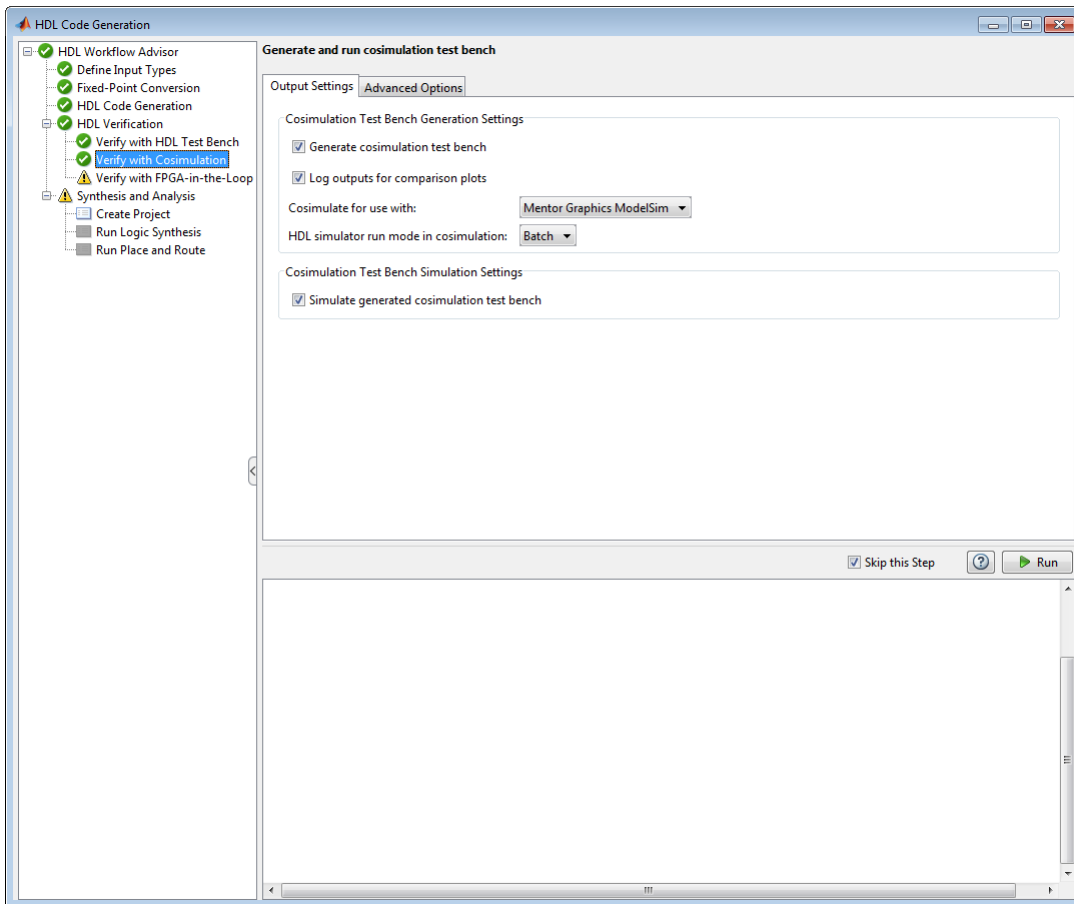 HDL Code Generation
HDL Workflow Advisor
Define Input Types
Fixed-Point Conversion
HDL Code Generation
HDL Verification
Verify with HDL Test Bench
Verify with Cosimulation
Verify with FPGA-in-the-Loop
Synthesis and Analysis
Create Project
Run Logic Synthesis
Run Place and Route
Generate and run cosimulation test bench
Output Settings
Advanced Options
Cosimulation Test Bench Generation Settings
Generate cosimulation test bench
Log outputs for comparison plots
Cosimulate for use with: Mentor Graphics ModelSim
HDL simulator run mode in cosimulation: Batch
Cosimulation Test Bench Simulation Settings
Simulate generated cosimulation test bench
Skip this Step
? Run